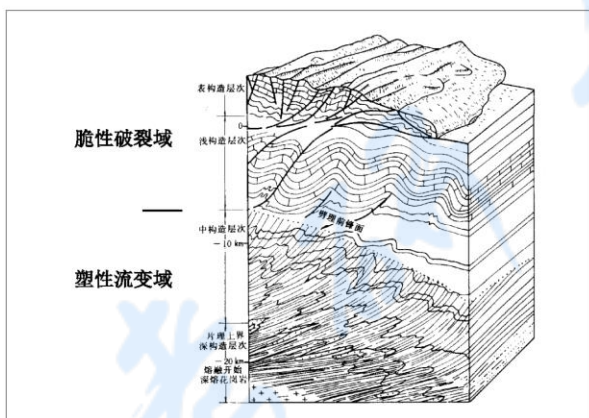 表构造层次
0
脆性破裂域
浅构造层次
劈理前锋面
中构造层次
-10 km
塑性流变域
片理上界
深构造层次
-20 km
熔融开始
深熔花岗岩